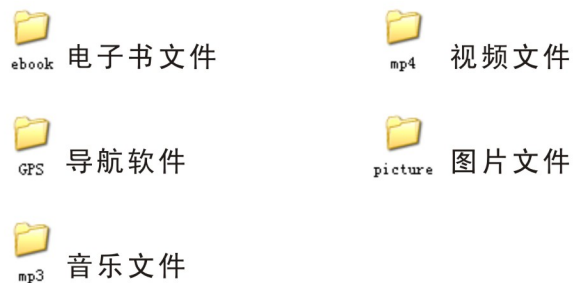 ebook 电子书文件
mp4 视频文件
GPS 导航软件
picture 图片文件
mp3 音乐文件